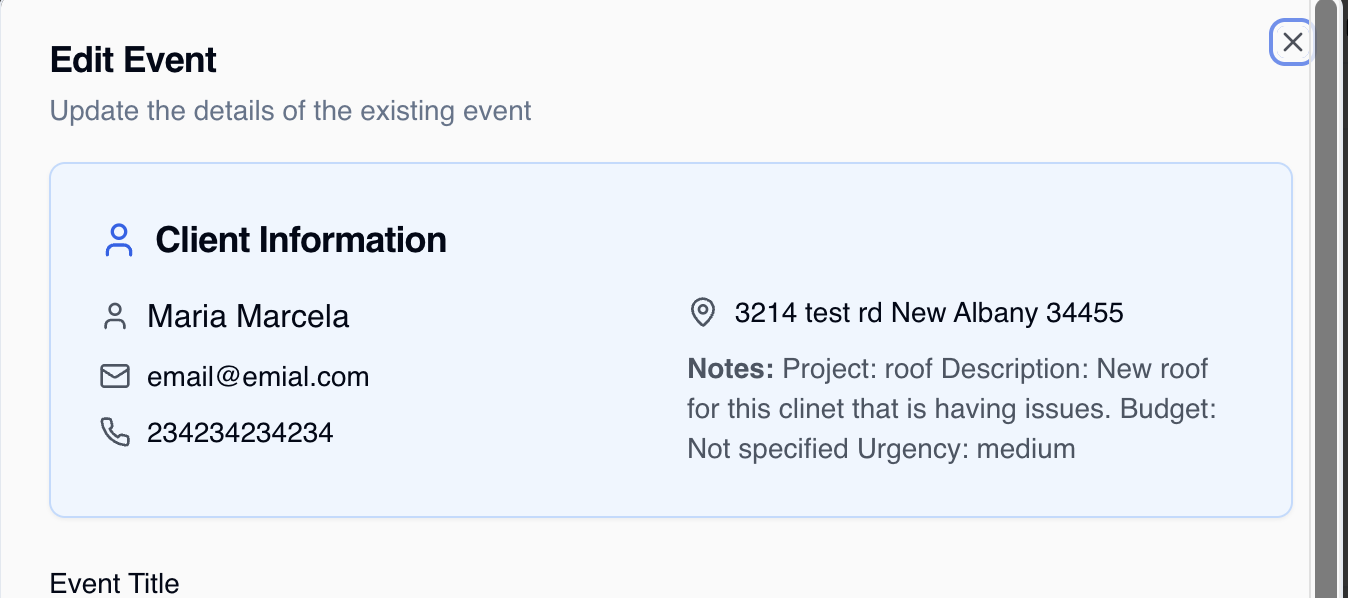 Edit Event
Update the details of the existing event
Client Information
Maria Marcela
email@emial.com
234234234234
3214 test rd New Albany 34455
Notes: Project: roof Description: New roof
for this clinet that is having issues. Budget:
Not specified Urgency: medium
Event Title